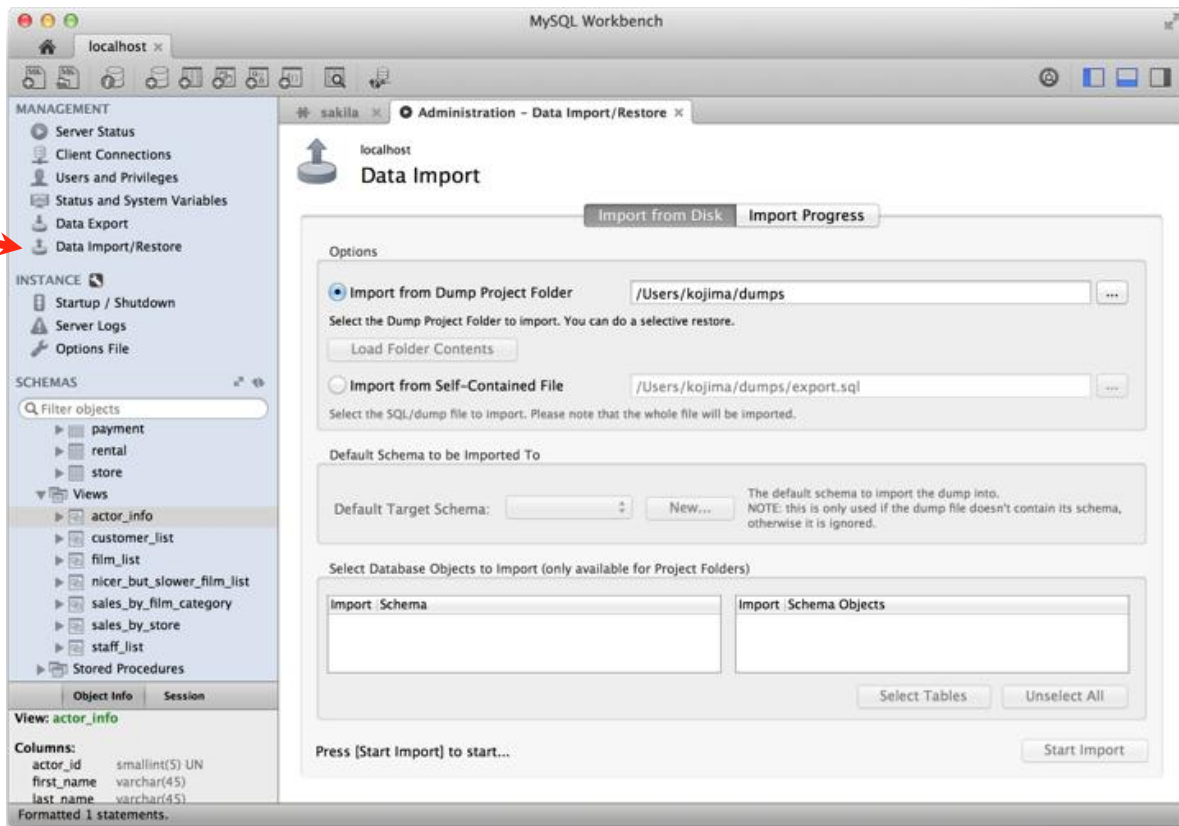 MySQL Workbench
localhost
MANAGEMENT
Server Status
Client Connections
Users and Privileges
Status and System Variables
Data Export
Data Import/Restore
INSTANCE
Startup / Shutdown
Server Logs
Options File
SCHEMAS
Filter objects
payment
rental
store
Views
actor_info
customer_list
film_list
nicer_but_slower_film_list
sales_by_film_category
sales_by_store
staff_list
Stored Procedures
Object Info Session
View: actor_info
Columns:
actor_id smallint(5) UN
first_name varchar(45)
last_name varchar(45)
Formatted 1 statements.
sakila Administration - Data Import/Restore
localhost
Data Import
Import from Disk Import Progress
Options
Import from Dump Project Folder /Users/kojima/dumps ...
Select the Dump Project Folder to import. You can do a selective restore.
Load Folder Contents
Import from Self-Contained File /Users/kojima/dumps/export.sql ...
Select the SQL/dump file to import. Please note that the whole file will be imported.
Default Schema to be Imported To
Default Target Schema: New...
The default schema to import the dump into.
NOTE: this is only used if the dump file doesn't contain its schema,
otherwise it is ignored.
Select Database Objects to Import (only available for Project Folders)
Import Schema
Import Schema Objects
Select Tables Unselect All
Press [Start Import] to start... Start Import